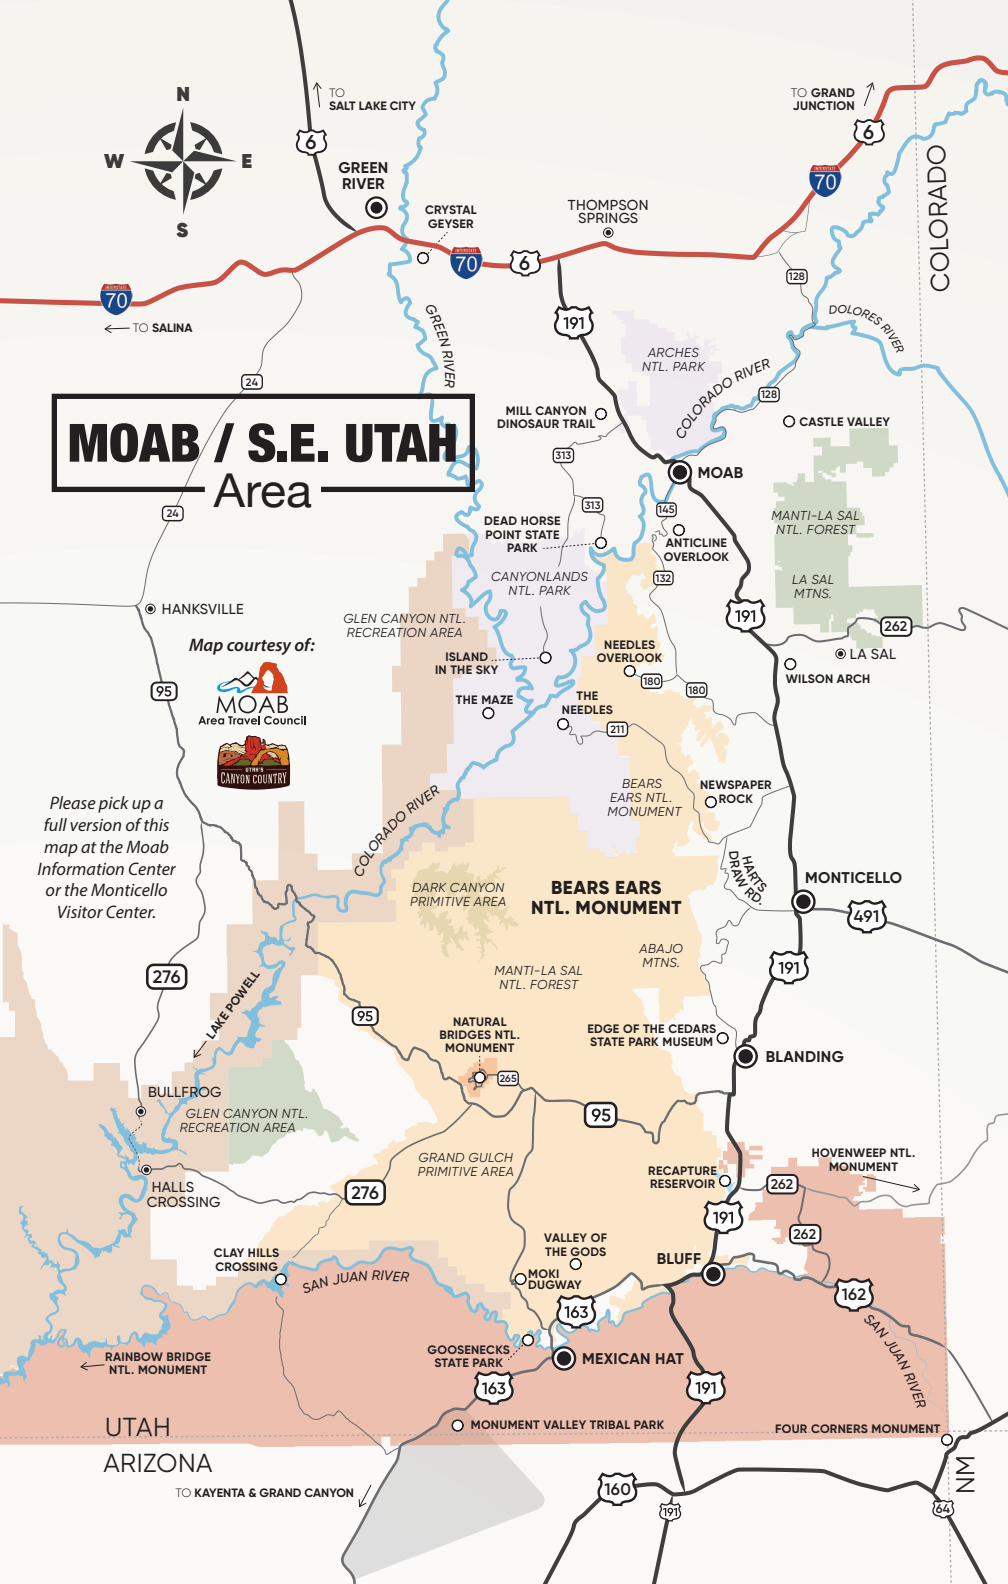 TO
SALT LAKE CITY
TO GRAND
JUNCTION
N
W
E
S
6
6
GREEN
RIVER
COLORADO
INTERSTATE
70
CRYSTAL
GEYSER
THOMPSON
SPRINGS
INTERSTATE
70
6
128
INTERSTATE
70
TO SALINA
GREEN RIVER
191
DOLORES RIVER
ARCHES
NTL. PARK
COLORADO RIVER
24
128
MILL CANYON
DINOSAUR TRAIL
CASTLE VALLEY
MOAB / S.E. UTAH
Area
313
MOAB
24
313
145
DEAD HORSE
POINT STATE
PARK
MANTI-LA SAL
NTL. FOREST
ANTICLINE
OVERLOOK
CANYONLANDS
NTL. PARK
132
LA SAL
MTNS.
HANKSVILLE
GLEN CANYON NTL.
RECREATION AREA
191
262
Map courtesy of:
ISLAND
IN THE SKY
NEEDLES
OVERLOOK
LA SAL
WILSON ARCH
MOAB
Area Travel Council
95
180
180
THE MAZE
THE
NEEDLES
211
UTAH'S
CANYON COUNTRY
BEARS
EARS NTL.
MONUMENT
NEWSPAPER
ROCK
Please pick up a
full version of this
map at the Moab
Information Center
or the Monticello
Visitor Center.
COLORADO RIVER
HARTS
DRAW RD.
DARK CANYON
PRIMITIVE AREA
BEARS EARS
NTL. MONUMENT
MONTICELLO
491
ABAJO
MTNS.
MANTI-LA SAL
NTL. FOREST
191
276
LAKE POWELL
95
NATURAL
BRIDGES NTL.
MONUMENT
EDGE OF THE CEDARS
STATE PARK MUSEUM
BLANDING
265
BULLFROG
GLEN CANYON NTL.
RECREATION AREA
95
GRAND GULCH
PRIMITIVE AREA
HOVENWEEP NTL.
MONUMENT
RECAPTURE
RESERVOIR
262
HALLS
CROSSING
276
191
262
VALLEY OF
THE GODS
CLAY HILLS
CROSSING
BLUFF
SAN JUAN RIVER
MOKI
DUGWAY
162
163
SAN JUAN RIVER
GOOSENECKS
STATE PARK
MEXICAN HAT
RAINBOW BRIDGE
NTL. MONUMENT
163
191
MONUMENT VALLEY TRIBAL PARK
FOUR CORNERS MONUMENT
UTAH
ARIZONA
NM
TO KAYENTA & GRAND CANYON
160
191
64